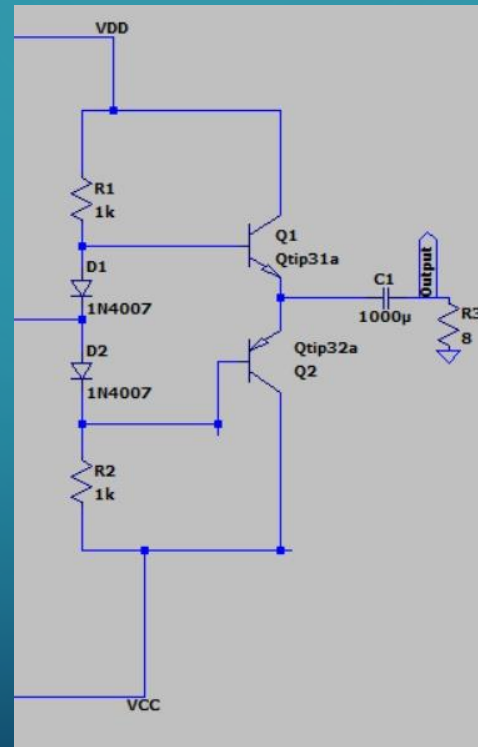 VDD
R1
1k
Q1
Qtip31a
D1
1N4007
C1
1000µ
Output
R3
8
D2
1N4007
Qtip32a
Q2
R2
1k
VCC